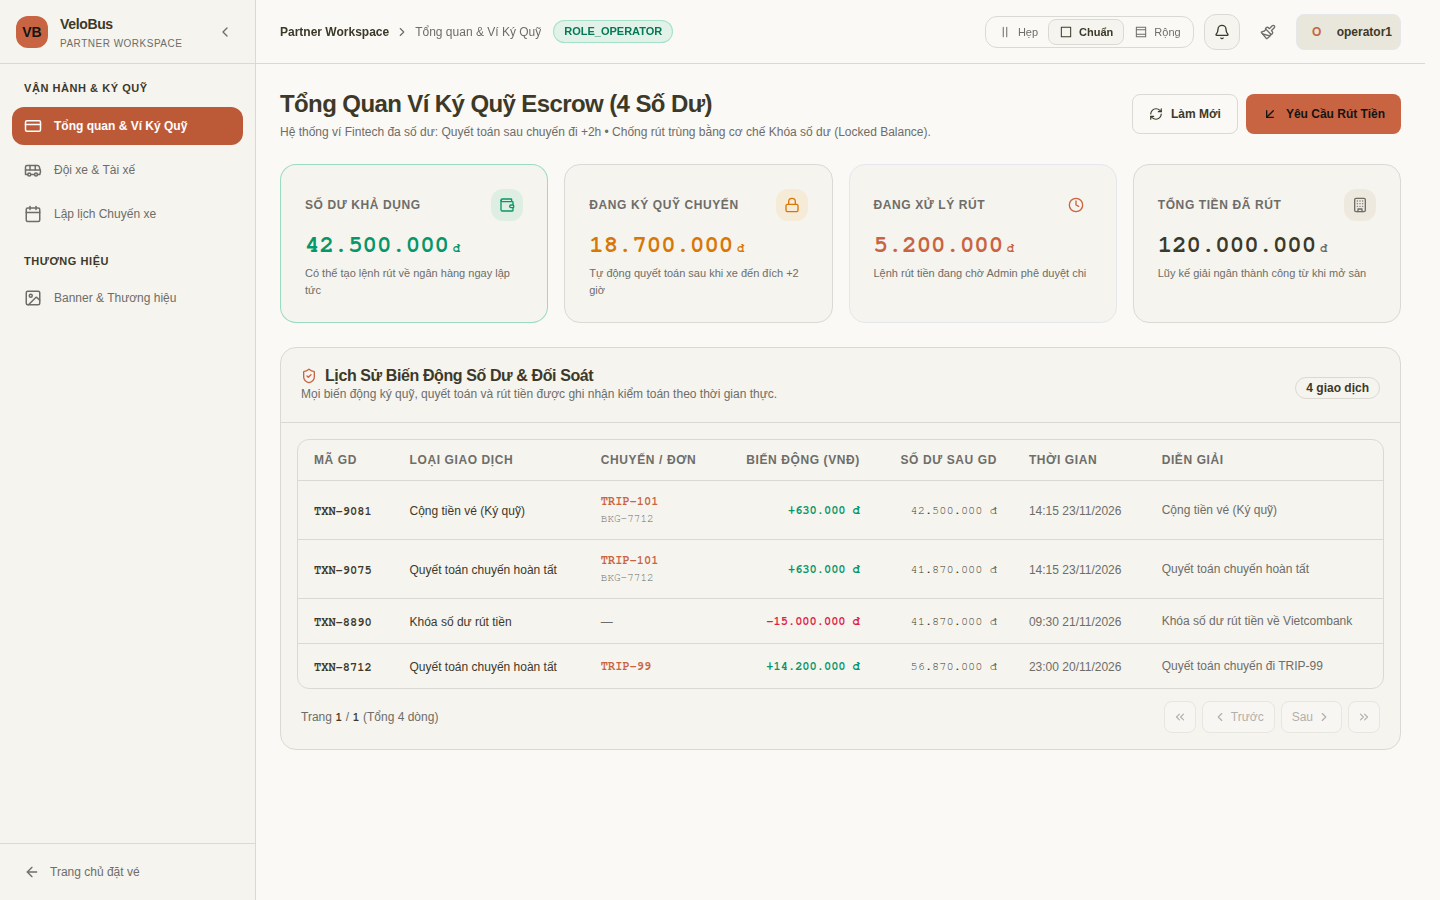 VB
VeloBus
PARTNER WORKSPACE
VẬN HÀNH & KÝ QUỸ
Tổng quan & Ví Ký Quỹ
Đội xe & Tài xế
Lập lịch Chuyến xe
THƯƠNG HIỆU
Banner & Thương hiệu
Trang chủ đặt vé
Partner Workspace
Tổng quan & Ví Ký Quỹ
ROLE_OPERATOR
Hẹp
Chuẩn
Rộng
O
operator1
Tổng Quan Ví Ký Quỹ Escrow (4 Số Dư)
Hệ thống ví Fintech đa số dư: Quyết toán sau chuyến đi +2h • Chống rút trùng bằng cơ chế Khóa số dư (Locked Balance).
Làm Mới
Yêu Cầu Rút Tiền
SỐ DƯ KHẢ DỤNG
42.500.000 đ
Có thể tạo lệnh rút về ngân hàng ngay lập
tức
ĐANG KÝ QUỸ CHUYẾN
18.700.000 đ
Tự động quyết toán sau khi xe đến đích +2
giờ
ĐANG XỬ LÝ RÚT
5.200.000 đ
Lệnh rút tiền đang chờ Admin phê duyệt chi
TỔNG TIỀN ĐÃ RÚT
120.000.000 đ
Lũy kế giải ngân thành công từ khi mở sàn
Lịch Sử Biến Động Số Dư & Đối Soát
Mọi biến động ký quỹ, quyết toán và rút tiền được ghi nhận kiểm toán theo thời gian thực.
4 giao dịch
MÃ GD LOẠI GIAO DỊCH CHUYẾN / ĐƠN BIẾN ĐỘNG (VNĐ) SỐ DƯ SAU GD THỜI GIAN DIỄN GIẢI
TXN-9081 Cộng tiền vé (Ký quỹ) TRIP-101 +630.000 đ 42.500.000 đ 14:15 23/11/2026 Cộng tiền vé (Ký quỹ)
BKG-7712
TXN-9075 Quyết toán chuyến hoàn tất TRIP-101 +630.000 đ 41.870.000 đ 14:15 23/11/2026 Quyết toán chuyến hoàn tất
BKG-7712
TXN-8890 Khóa số dư rút tiền — -15.000.000 đ 41.870.000 đ 09:30 21/11/2026 Khóa số dư rút tiền về Vietcombank
TXN-8712 Quyết toán chuyến hoàn tất TRIP-99 +14.200.000 đ 56.870.000 đ 23:00 20/11/2026 Quyết toán chuyến đi TRIP-99
Trang 1 / 1 (Tổng 4 dòng)
Trước
Sau